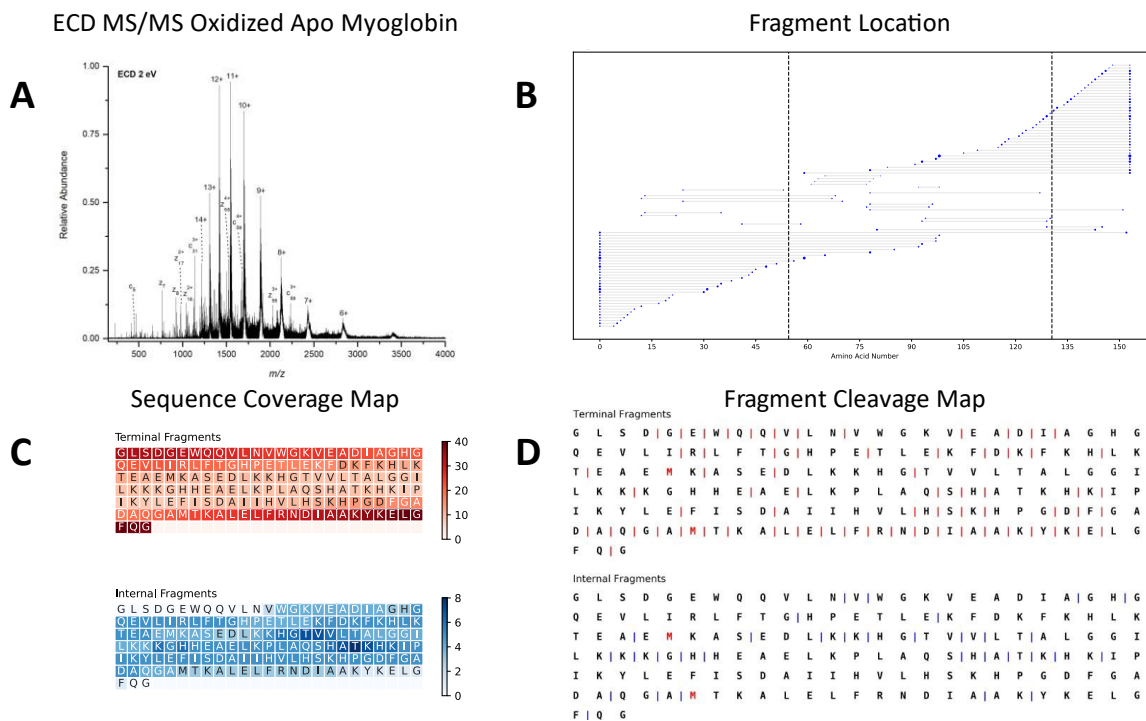 ECD MS/MS Oxidized Apo Myoglobin
A
Relative Abundance
1.00
0.75
0.50
0.25
0.00
ECD 2 eV
12+
11+
10+
13+
9+
14+
8+
7+
6+
500
1000
1500
2000
2500
3000
3500
4000
m/z
Fragment Location
B
0
15
30
45
60
75
90
105
120
135
150
Amino Acid Number
Sequence Coverage Map
C
Terminal Fragments
GLSDGEWQQVLNVWGKVEADIAGHG
QEVLIRLFTGHPETLEKFDKFKHLK
TEAEMKASEDLKKHGTVVLTALGGI
LKKKGHHEAELKPLAQSHATKHKIP
IKYLEFISDAIIHVLHSKHPGDFGA
DAQGAMTKALELFRNDIAAKYKELG
FQG
40
30
20
10
0
Internal Fragments
GLSDGEWQQVLNVWGKVEADIAGHG
QEVLIRLFTGHPETLEKFDKFKHLK
TEAEMKASEDLKKHGTVVLTALGGI
LKKKGHHEAELKPLAQSHATKHKIP
IKYLEFISDAIIHVLHSKHPGDFGA
DAQGAMTKALELFRNDIAAKYKELG
FQG
8
6
4
2
0
Fragment Cleavage Map
D
Terminal Fragments
G L S D|G|E|W|Q|Q|V|L N|V W G K V|E A|D|I|A G H G
Q E V L I|R|L F T|G|H P|E|T|L E K F|D|K|F K H L K
T|E A E M|K A S|E|D|L K K H G|T V V L T A L G G I
L K K|K G H H E|A E|L K P L A Q|S|H|A T K H|K|I P
I K Y L E|F I|S D A I I H V L|H|S|K|H P G|D|F|G A
D|A|Q|G|A|M|T|K A|L|E|L|F|R|N|D|I|A|A|K|Y|K|E|L G
F Q|G
Internal Fragments
G L S D G E W Q Q V L N|V|W G K V E A D I A G|H|G
Q E V L I R L F T G|H P E T L E|K F D K F K H L K
T E A|E M K A S E|D L|K|K|H|G T V|V|L T|A L G G I
L K|K|K|G|H H E A E L K P L A Q S|H|A|T|K|H|K I P
I K Y L E F I S D A I I H V L H S K H P G D F G A
D A|Q G|A|M T K A L E L F R N D I A|A|K|Y K E L G
F|Q G